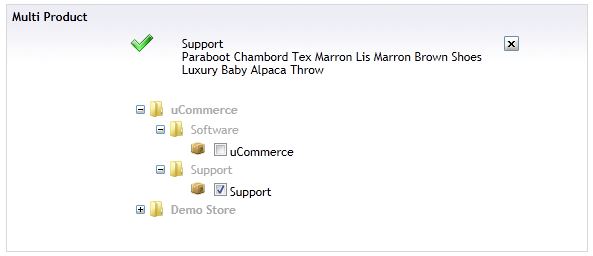 Multi Product
Support
Paraboot Chambord Tex Marron Lis Marron Brown Shoes
Luxury Baby Alpaca Throw
uCommerce
Software
uCommerce
Support
Support
Demo Store